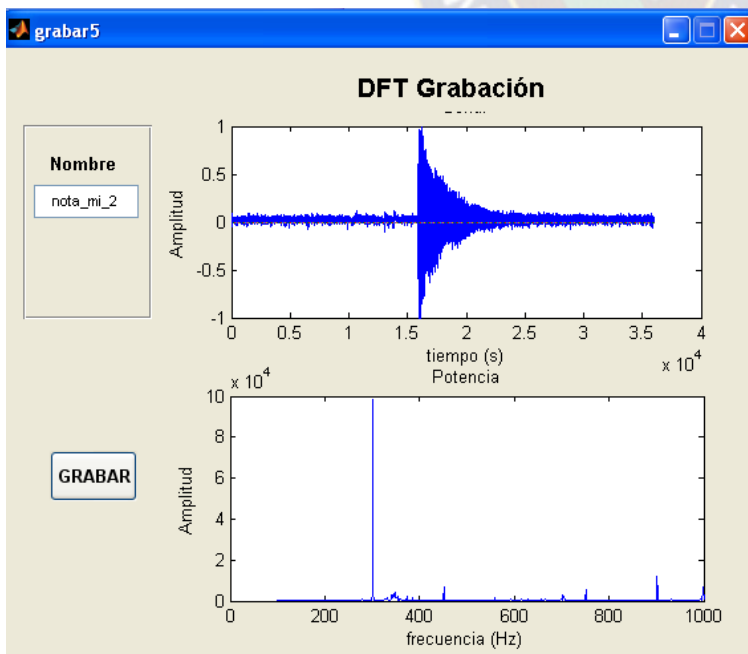 grabar5
DFT Grabación
Nombre
nota_mi_2
GRABAR
Amplitud
1
0.5
0
-0.5
-1
0 0.5 1 1.5 2 2.5 3 3.5 4
tiempo (s)
x 10^4
Potencia
x 10^4
Amplitud
10
8
6
4
2
0
0 200 400 600 800 1000
frecuencia (Hz)